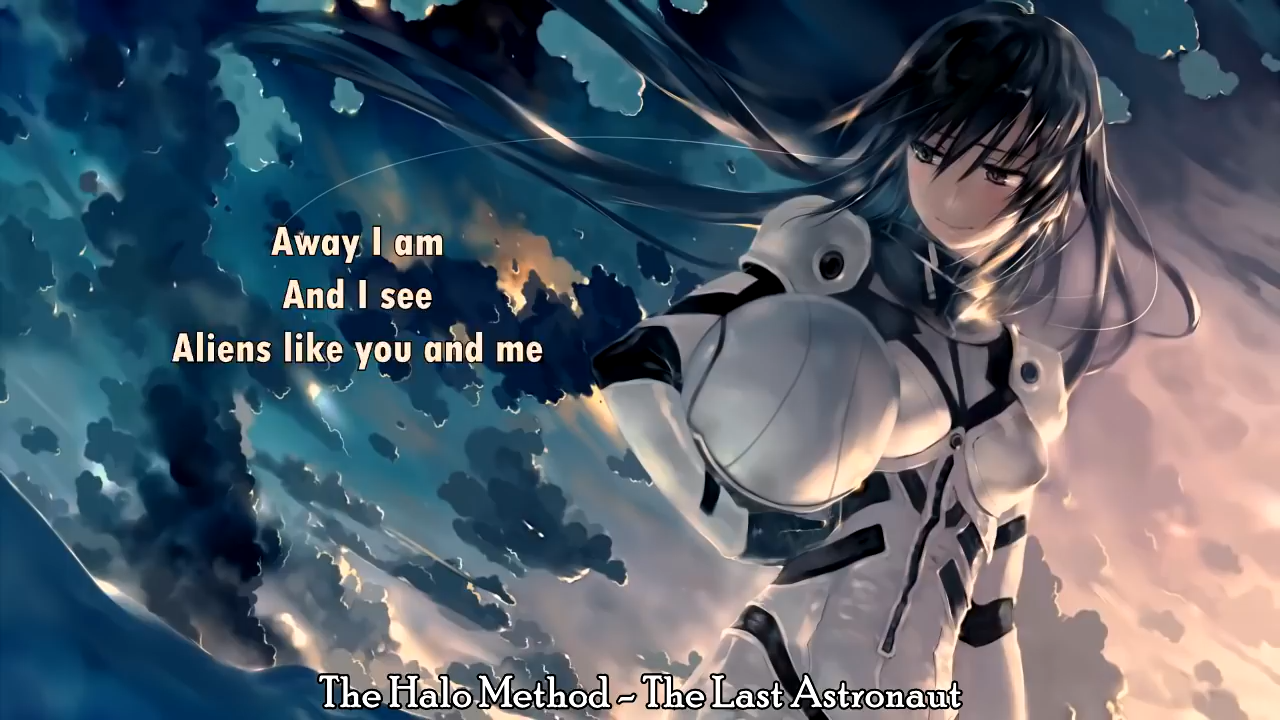 Away I am
And I see
Aliens like you and me
The Halo Method - The Last Astronaut